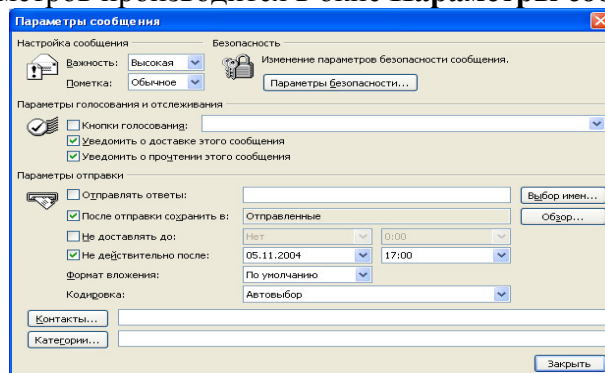 метров производится в окне Параметры со
Параметры сообщения
Настройка сообщения Безопасность
Важность: Высокая Изменение параметров безопасности сообщения.
Пометка: Обычное Параметры безопасности...
Параметры голосования и отслеживания
Кнопки голосования:
Уведомить о доставке этого сообщения
Уведомить о прочтении этого сообщения
Параметры отправки
Отправлять ответы: Выбор имен...
После отправки сохранить в: Отправленные Обзор...
Не доставлять до: Нет 0:00
Не действительно после: 05.11.2004 17:00
Формат вложения: По умолчанию
Кодировка: Автовыбор
Контакты...
Категории...
Закрыть